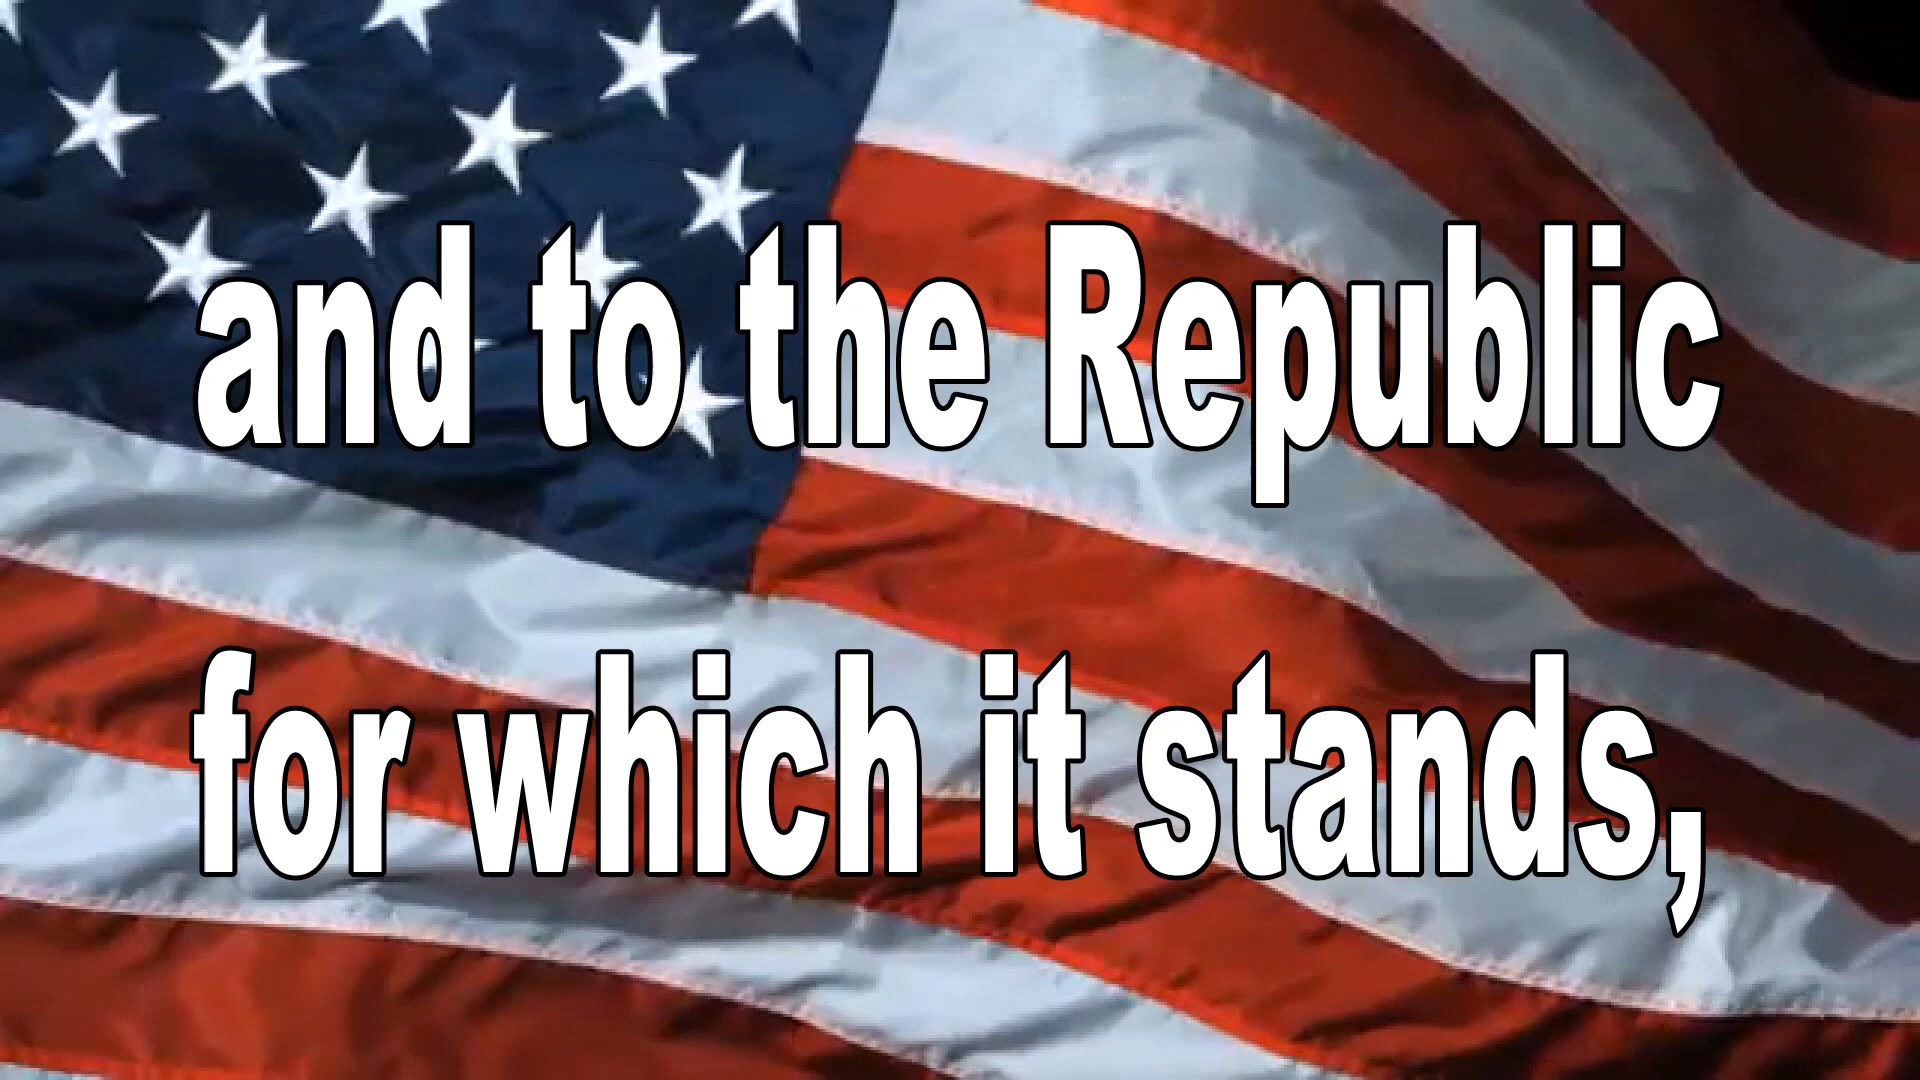 and to the Republic
for which it stands,